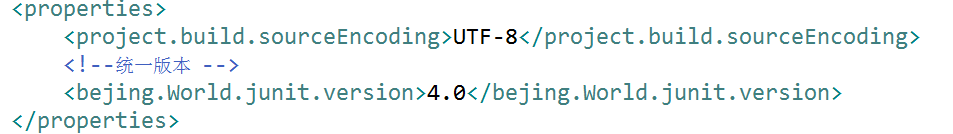 <properties>
<project.build.sourceEncoding>UTF-8</project.build.sourceEncoding>
<!--统一版本 -->
<bejing.World.junit.version>4.0</bejing.World.junit.version>
</properties>